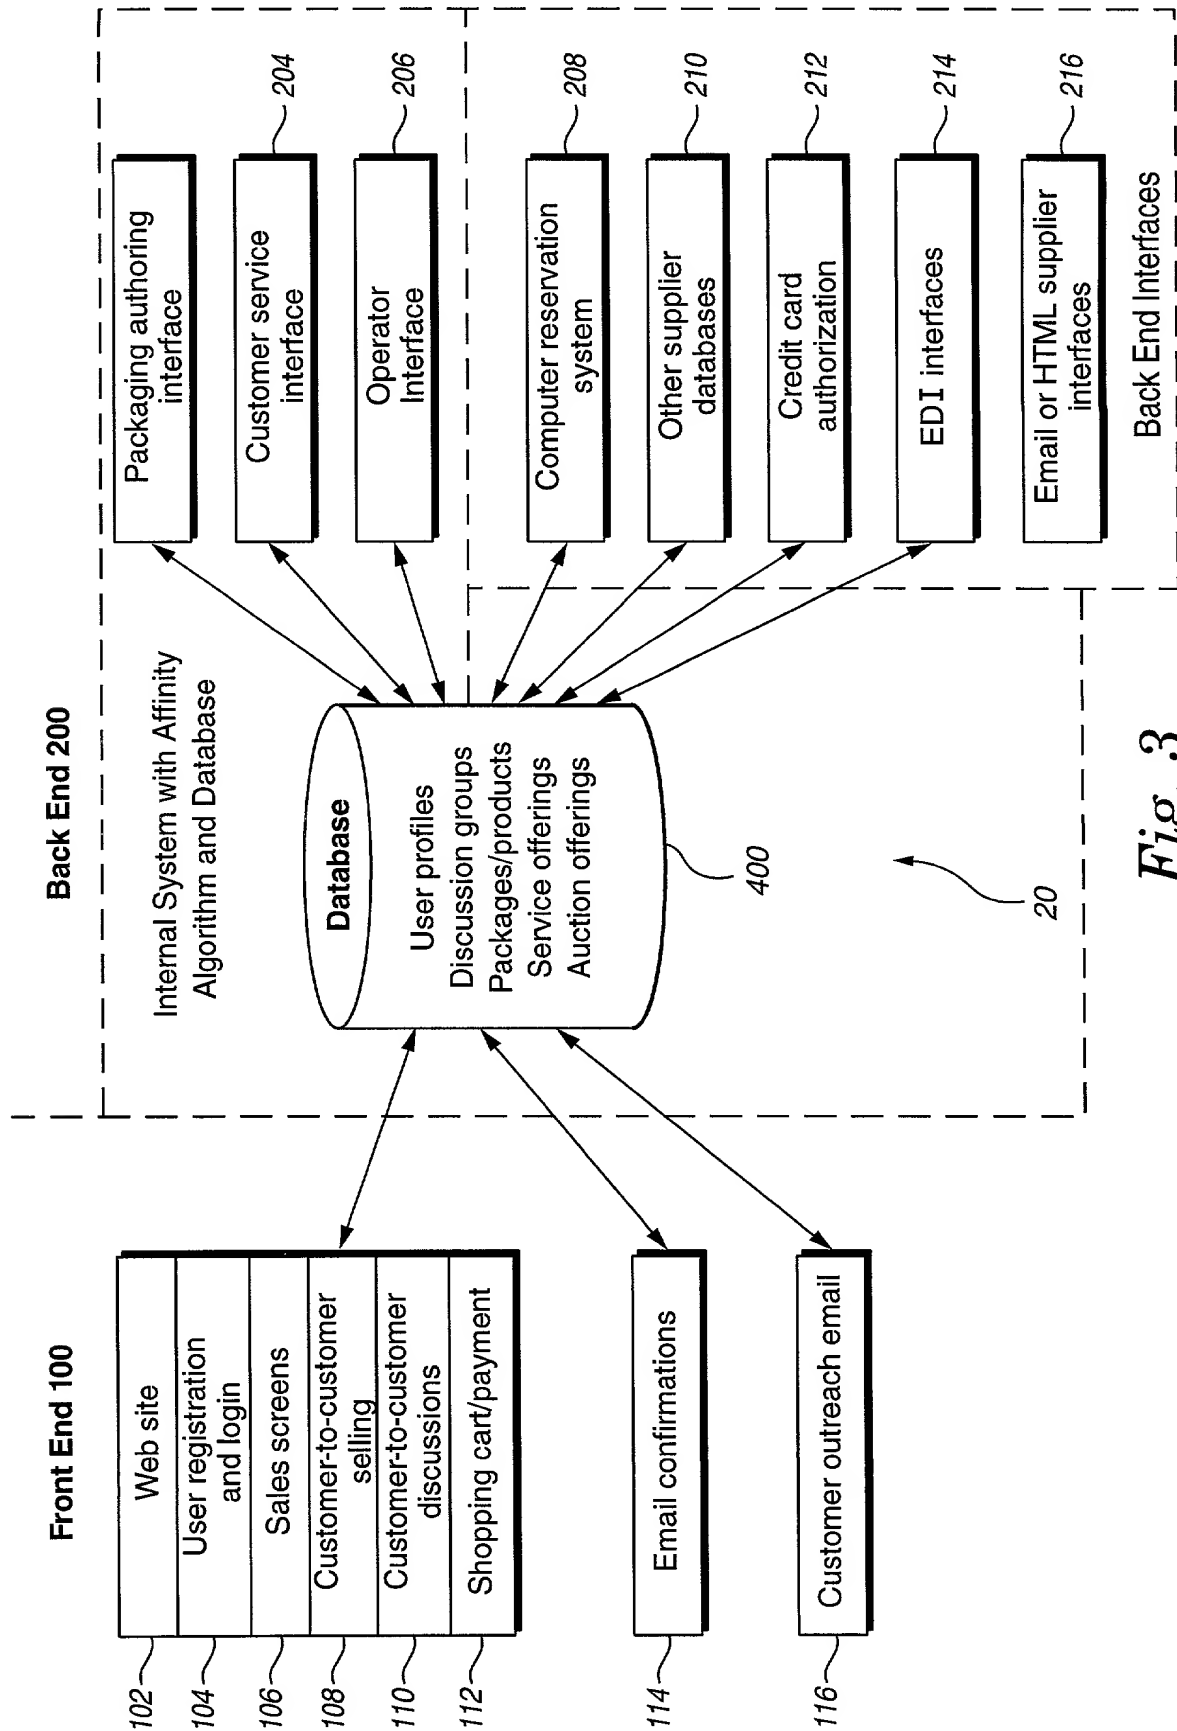 Front End 100
Back End 200
102
Web site
104
User registration
and login
106
Sales screens
108
Customer-to-customer
selling
110
Customer-to-customer
discussions
112
Shopping cart/payment
114
Email confirmations
116
Customer outreach email
Internal System with Affinity
Algorithm and Database
Database
User profiles
Discussion groups
Packages/products
Service offerings
Auction offerings
400
20
Packaging authoring
interface
Customer service
interface
204
Operator
Interface
206
Computer reservation
system
208
Other supplier
databases
210
Credit card
authorization
212
EDI interfaces
214
Email or HTML supplier
interfaces
216
Back End Interfaces
Fig. 3